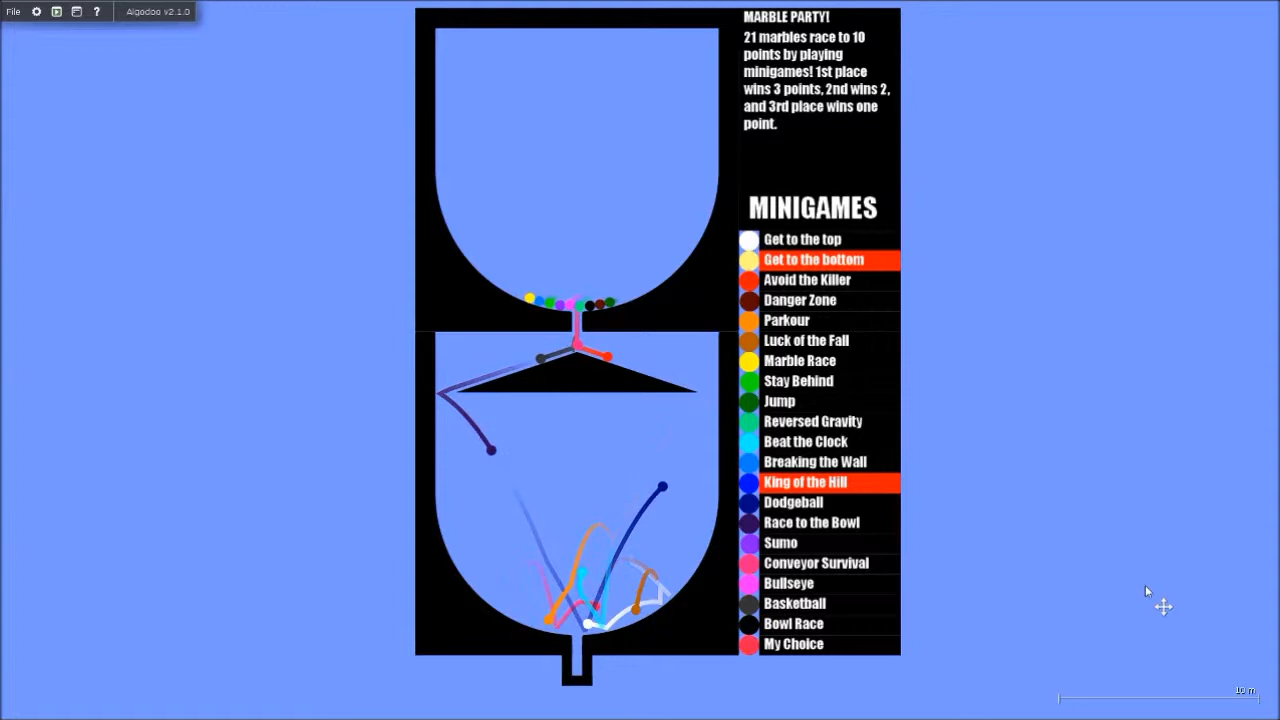 File
?
Algodoo v2.1.0
MARBLE PARTY!
21 marbles race to 10
points by playing
minigames! 1st place
wins 3 points, 2nd wins 2,
and 3rd place wins one
point.
MINIGAMES
Get to the top
Get to the bottom
Avoid the Killer
Danger Zone
Parkour
Luck of the Fall
Marble Race
Stay Behind
Jump
Reversed Gravity
Beat the Clock
Breaking the Wall
King of the Hill
Dodgeball
Race to the Bowl
Sumo
Conveyor Survival
Bullseye
Basketball
Bowl Race
My Choice
10 m